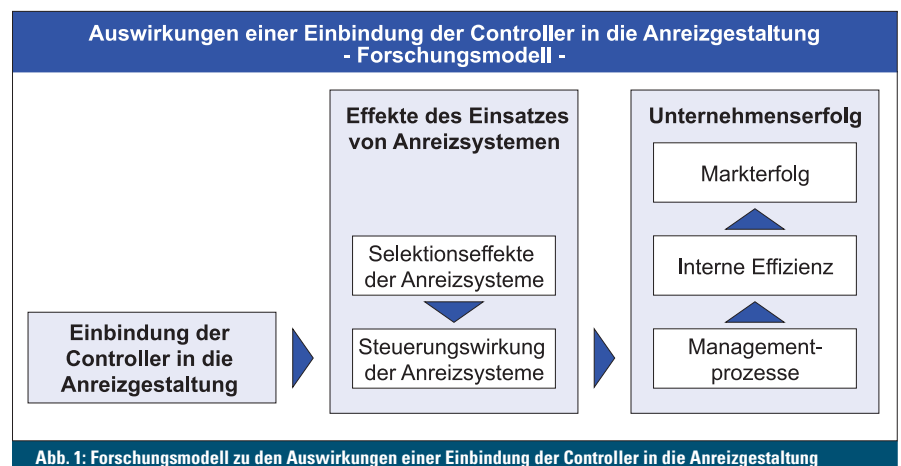 Auswirkungen einer Einbindung der Controller in die Anreizgestaltung
- Forschungsmodell -
Effekte des Einsatzes
von Anreizsystemen
Unternehmenserfolg
Markterfolg
Selektionseffekte
der Anreizsysteme
Interne Effizienz
Einbindung der
Controller in die
Anreizgestaltung
Steuerungswirkung
der Anreizsysteme
Management-
prozesse
Abb. 1: Forschungsmodell zu den Auswirkungen einer Einbindung der Controller in die Anreizgestaltung